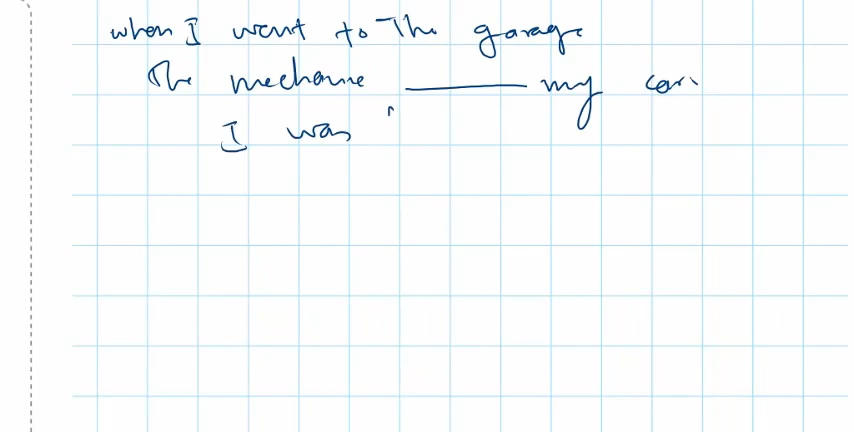 when I went to The garage
The mechanic ______ my car.
I was